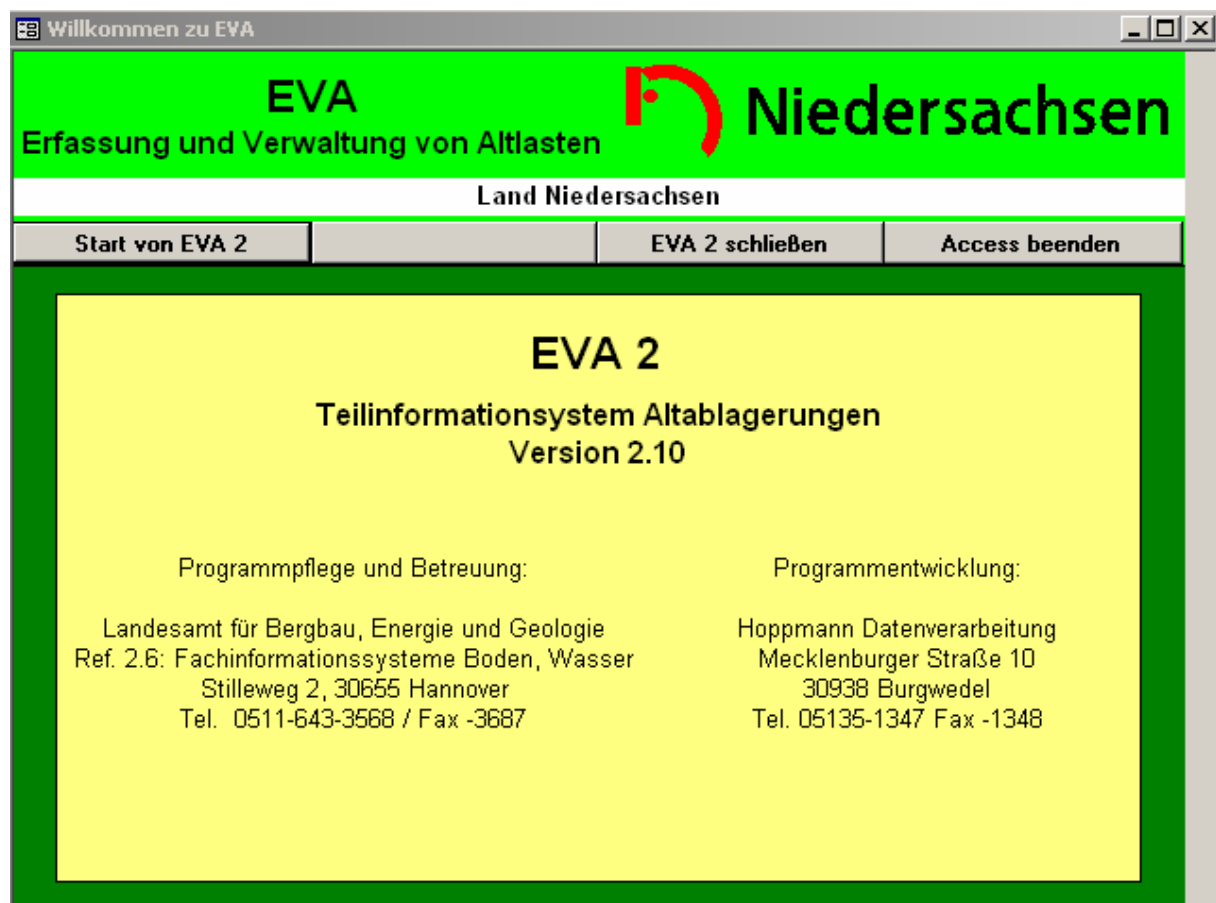 Willkommen zu EVA
EVA
Erfassung und Verwaltung von Altlasten
Niedersachsen
Land Niedersachsen
Start von EVA 2
EVA 2 schließen
Access beenden
EVA 2
Teilinformationsystem Altablagerungen
Version 2.10
Programmpflege und Betreuung:
Landesamt für Bergbau, Energie und Geologie
Ref. 2.6: Fachinformationssysteme Boden, Wasser
Stilleweg 2, 30655 Hannover
Tel. 0511-643-3568 / Fax -3687
Programmentwicklung:
Hoppmann Datenverarbeitung
Mecklenburger Straße 10
30938 Burgwedel
Tel. 05135-1347 Fax -1348